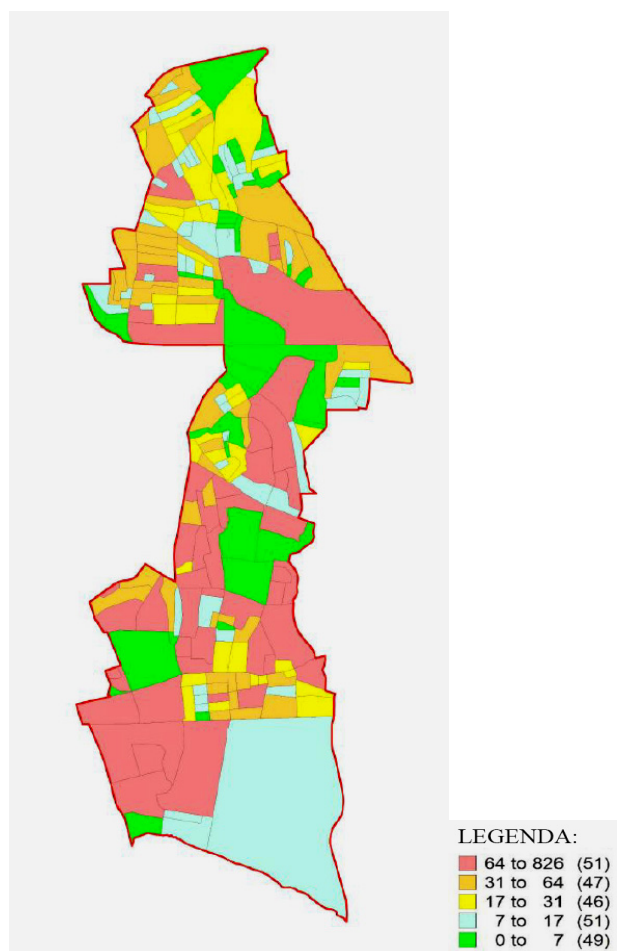 LEGENDA:
64 to 826 (51)
31 to 64 (47)
17 to 31 (46)
7 to 17 (51)
0 to 7 (49)